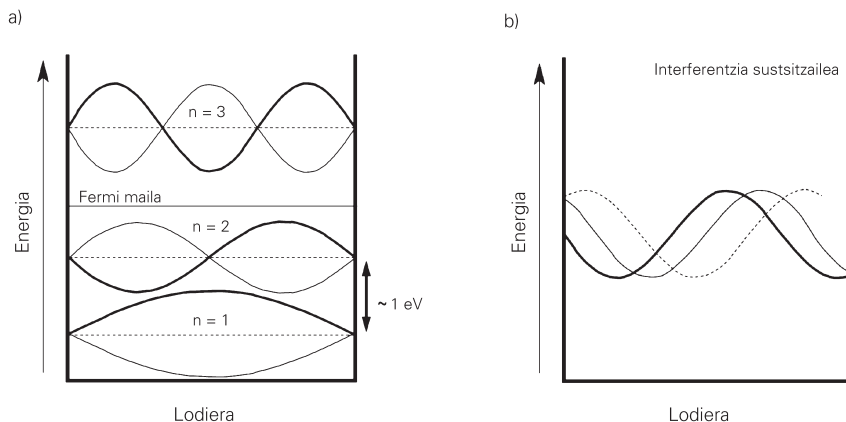 a)
Energia
n = 3
Fermi maila
n = 2
~ 1 eV
n = 1
Lodiera
b)
Interferentzia sustsitzailea
Energia
Lodiera